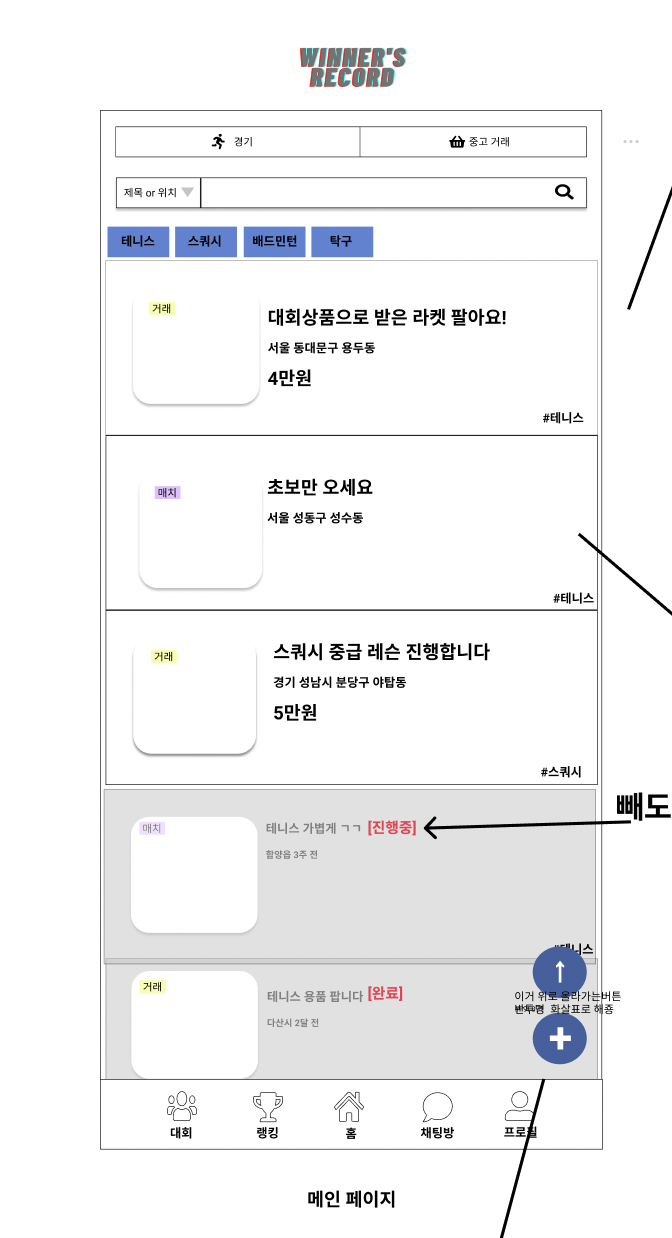 WINNER'S
RECORD
경기
중고 거래
제목 or 위치
테니스
스쿼시
배드민턴
탁구
거래
대회상품으로 받은 라켓 팔아요!
서울 동대문구 용두동
4만원
#테니스
매치
초보만 오세요
서울 성동구 성수동
#테니스
거래
스쿼시 중급 레슨 진행합니다
경기 성남시 분당구 야탑동
5만원
#스쿼시
빼도
매치
테니스 가볍게 ㄱㄱ [진행중]
함양읍 3주 전
#테니스
거래
테니스 용품 팝니다 [완료]
다산시 2달 전
↑
이거 위로 올라가는버튼
반투명 화살표로 해죵
대회
랭킹
홈
채팅방
프로필
메인 페이지